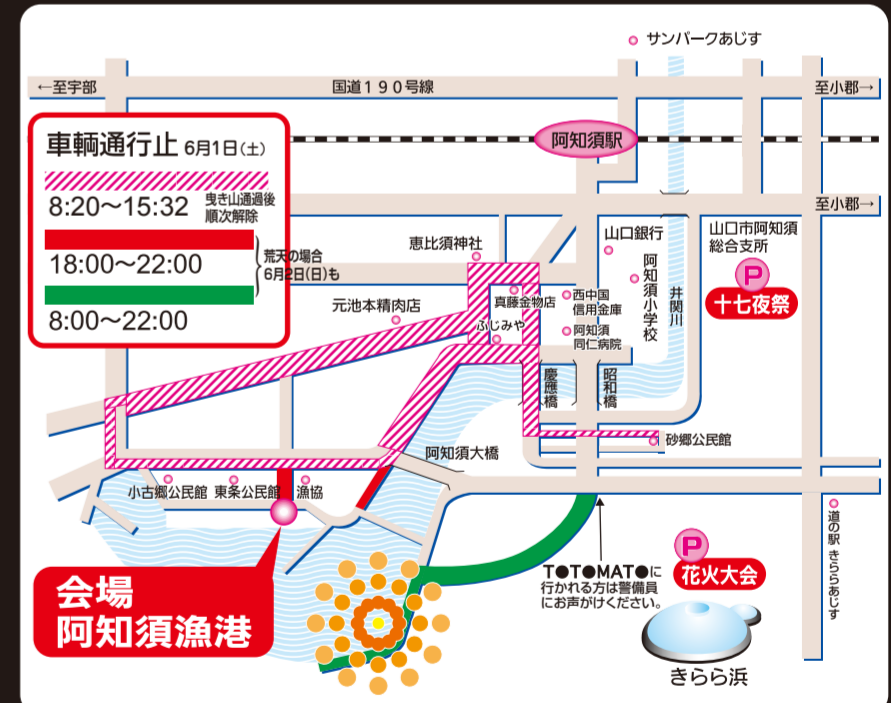 サンパークあじす
←至宇部
国道190号線
至小郡→
車輌通行止 6月1日(土)
8:20〜15:32 曳き山通過後
順次解除
18:00〜22:00
荒天の場合
6月2日(日)も
8:00〜22:00
阿知須駅
至小郡→
山口市阿知須
総合支所
P
十七夜祭
山口銀行
阿知須小学校
井関川
恵比須神社
真藤金物店
西中国
信用金庫
元池本精肉店
ふじみや
阿知須
同仁病院
慶應橋
昭和橋
砂郷公民館
阿知須大橋
小古郷公民館
東条公民館
漁協
会場
阿知須漁港
T●T●MAT●に
行かれる方は警備員
にお声がけください。
P
花火大会
きらら浜
道の駅 きららあじす